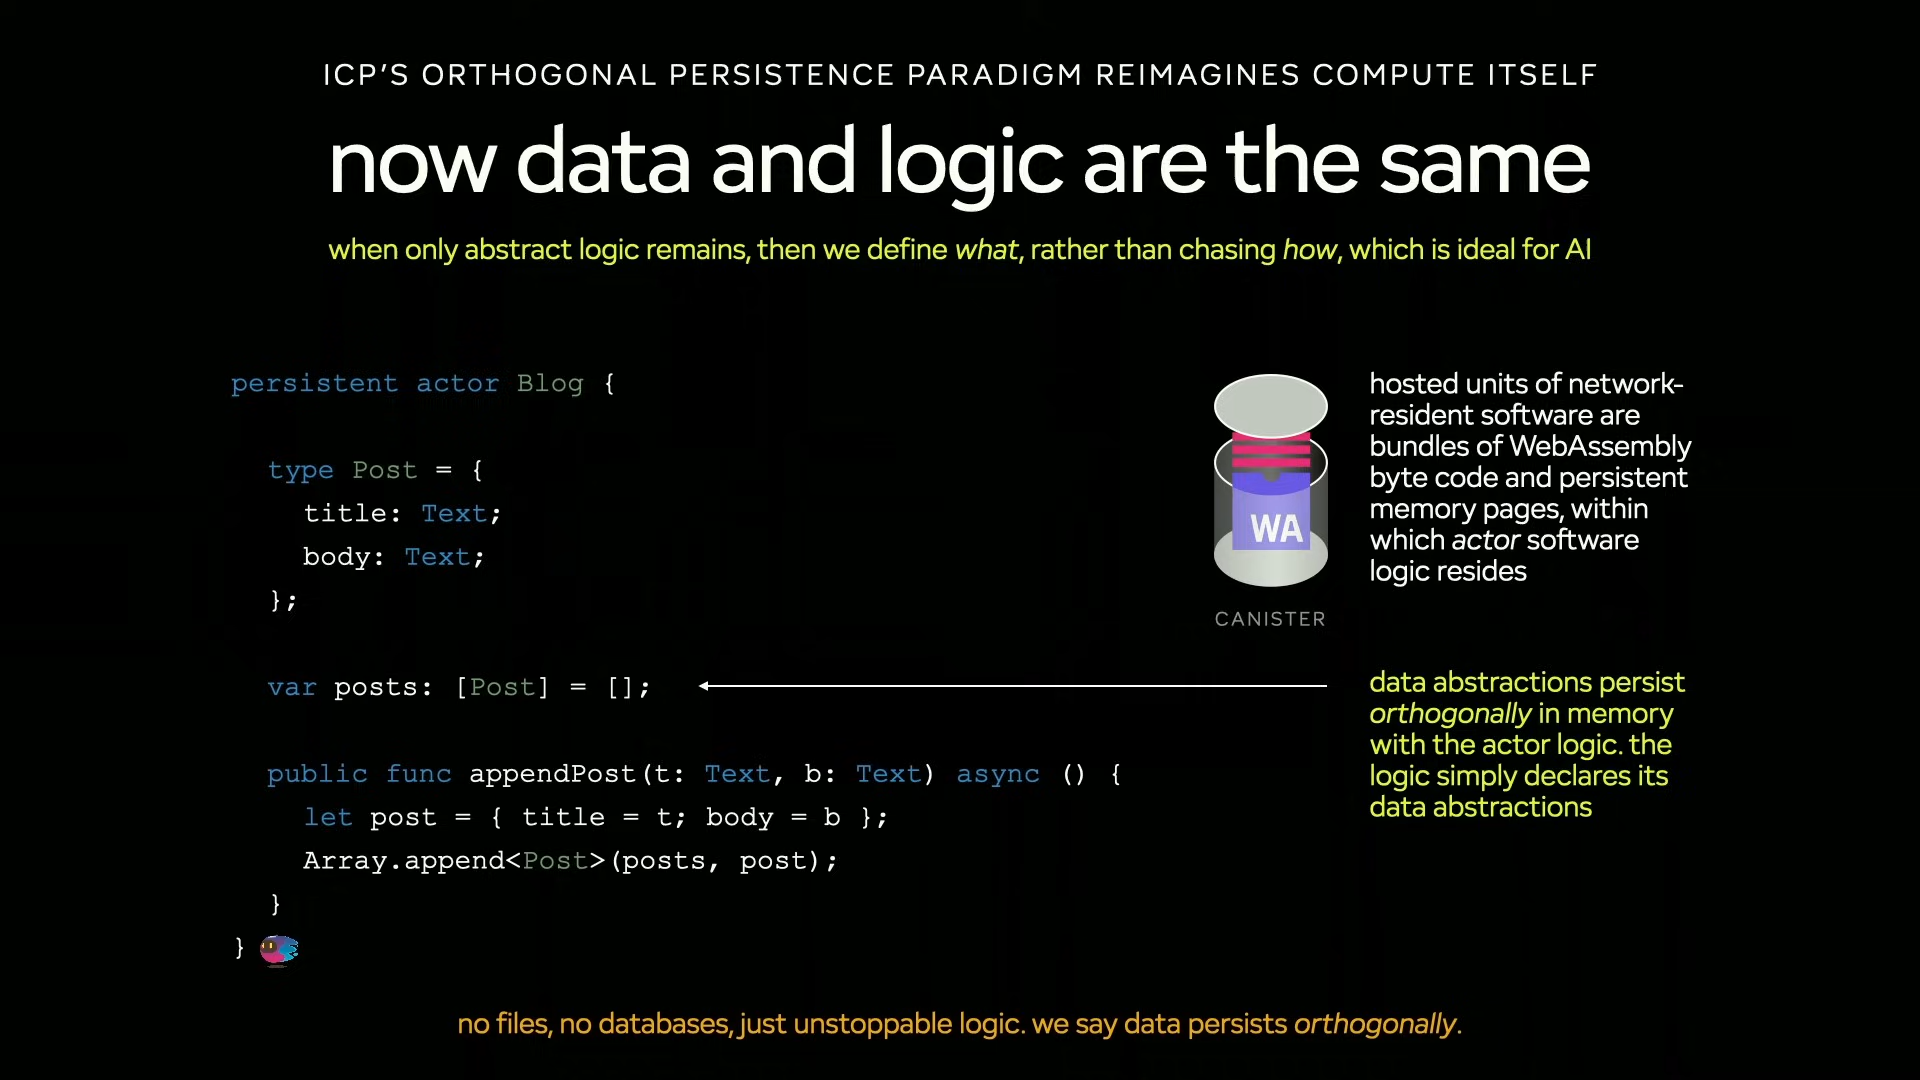 ICP'S ORTHOGONAL PERSISTENCE PARADIGM REIMAGINES COMPUTE ITSELF
now data and logic are the same
when only abstract logic remains, then we define what, rather than chasing how, which is ideal for AI
persistent actor Blog {
type Post = {
title: Text;
body: Text;
};
var posts: [Post] = [];
public func appendPost(t: Text, b: Text) async () {
let post = { title = t; body = b };
Array.append<Post>(posts, post);
}
}
WA
CANISTER
hosted units of network-
resident software are
bundles of WebAssembly
byte code and persistent
memory pages, within
which actor software
logic resides
data abstractions persist
orthogonally in memory
with the actor logic. the
logic simply declares its
data abstractions
no files, no databases, just unstoppable logic. we say data persists orthogonally.